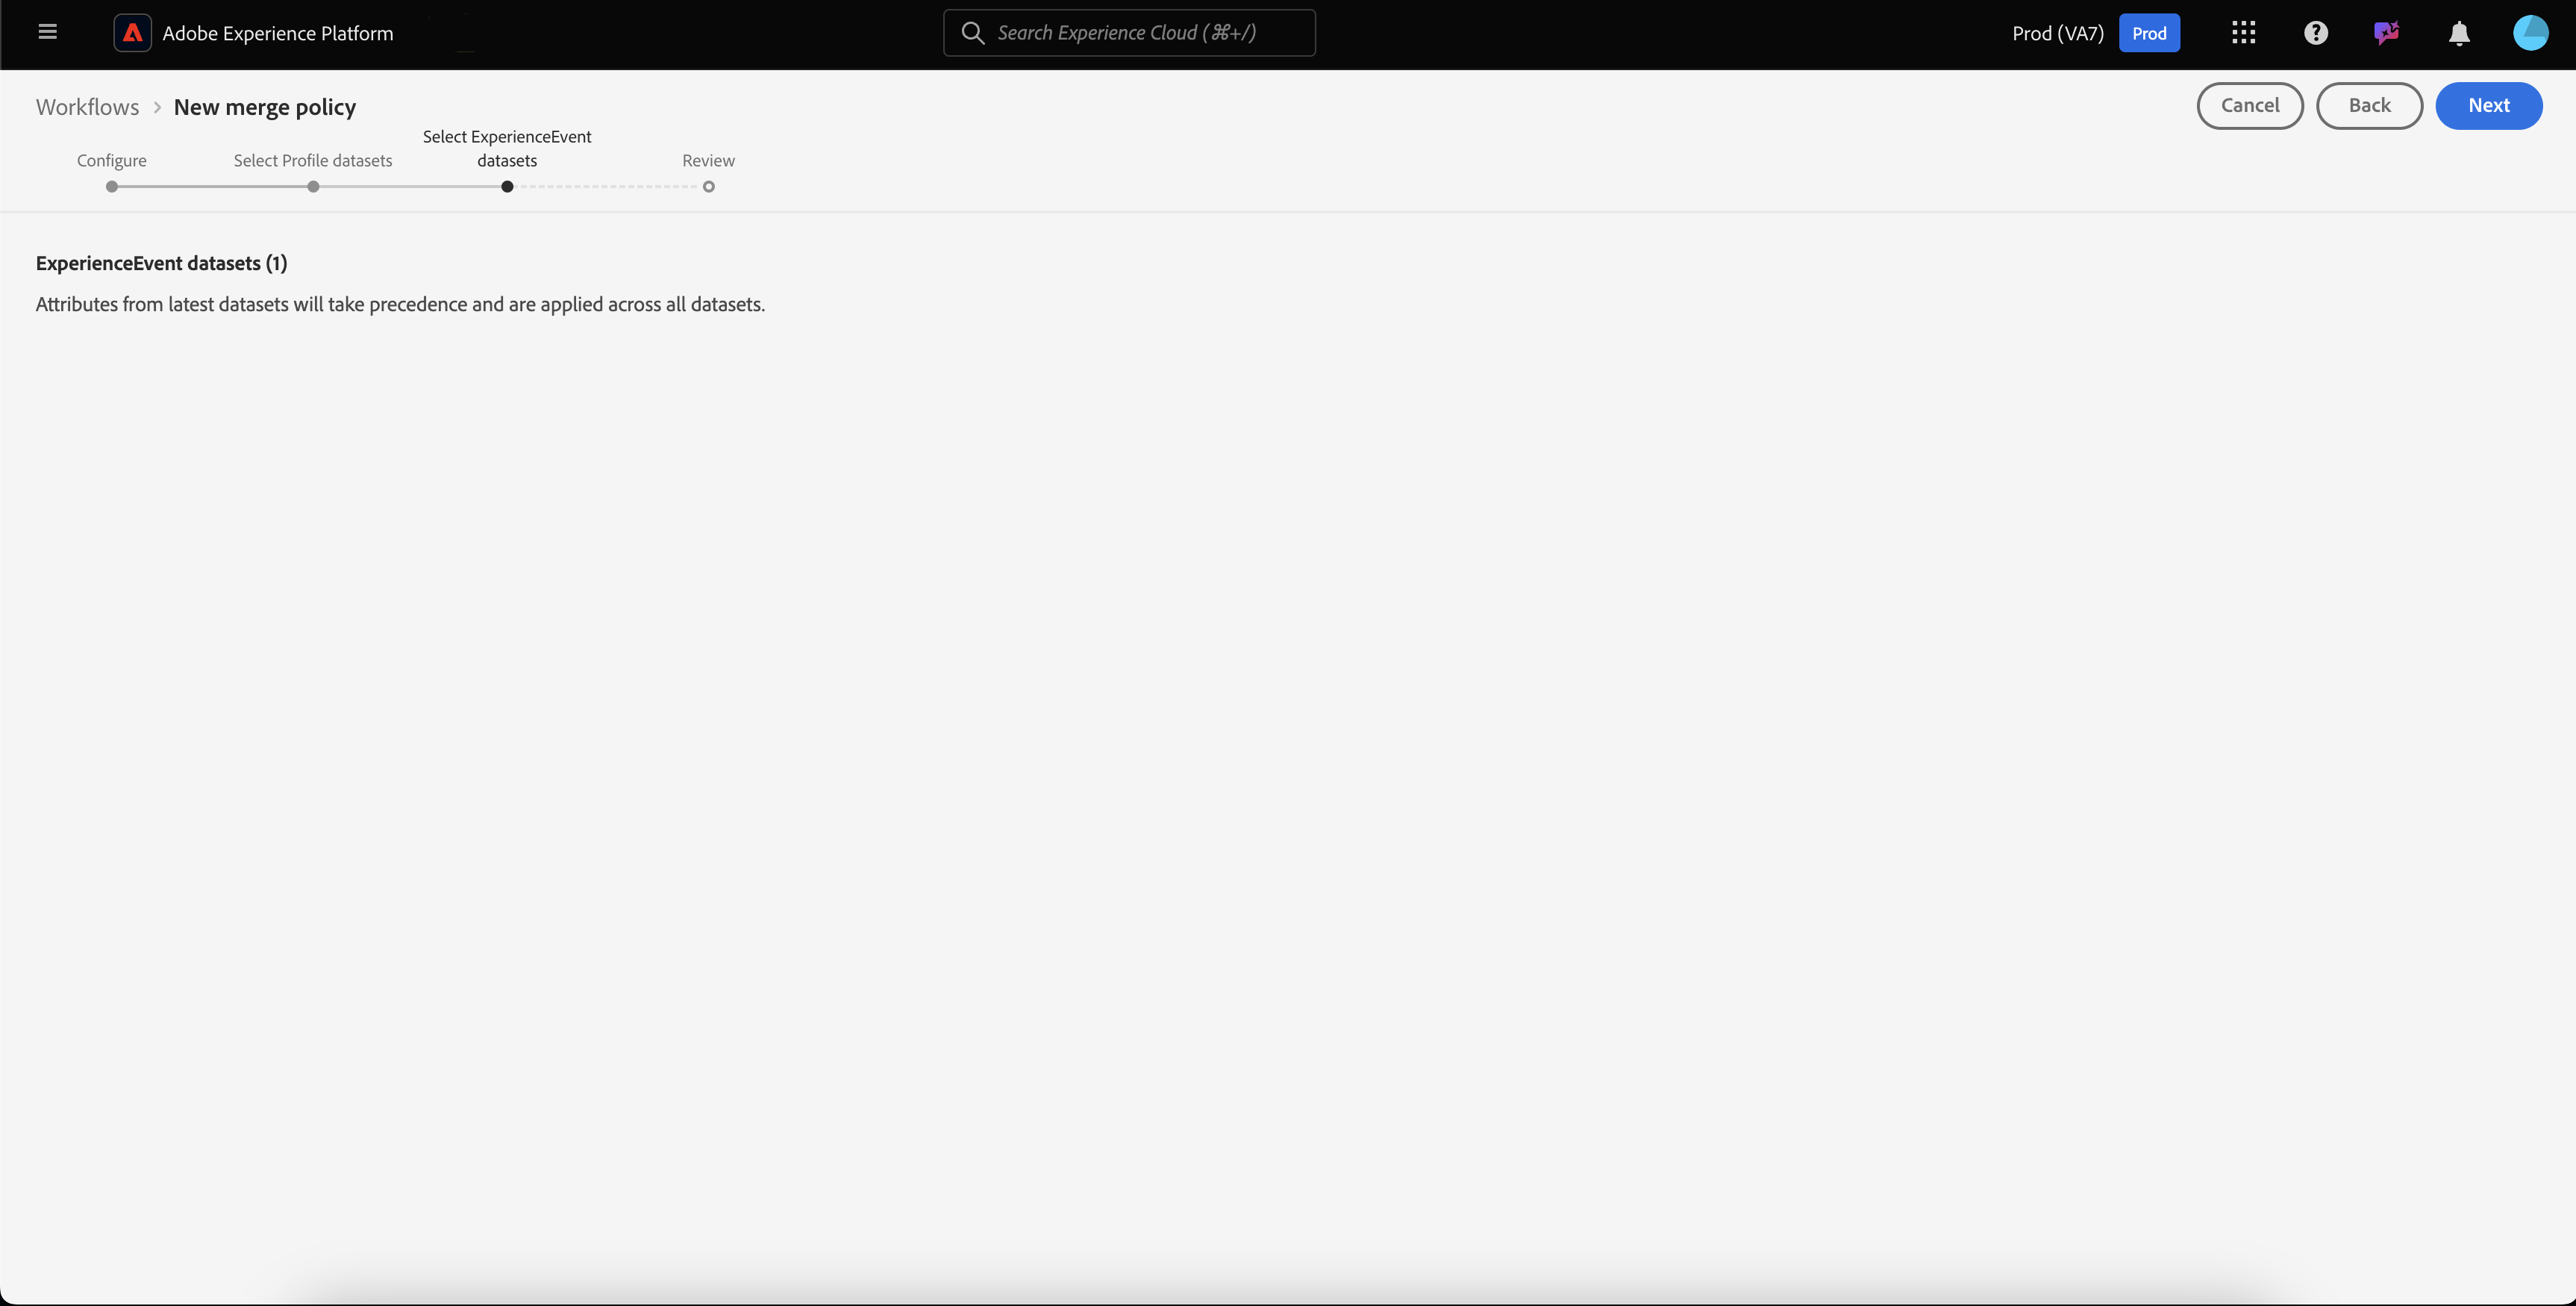 Adobe Experience Platform
Search Experience Cloud (⌘+/)
Prod (VA7)
Prod
Workflows > New merge policy
Cancel
Back
Next
Configure
Select Profile datasets
Select ExperienceEvent
datasets
Review
ExperienceEvent datasets (1)
Attributes from latest datasets will take precedence and are applied across all datasets.